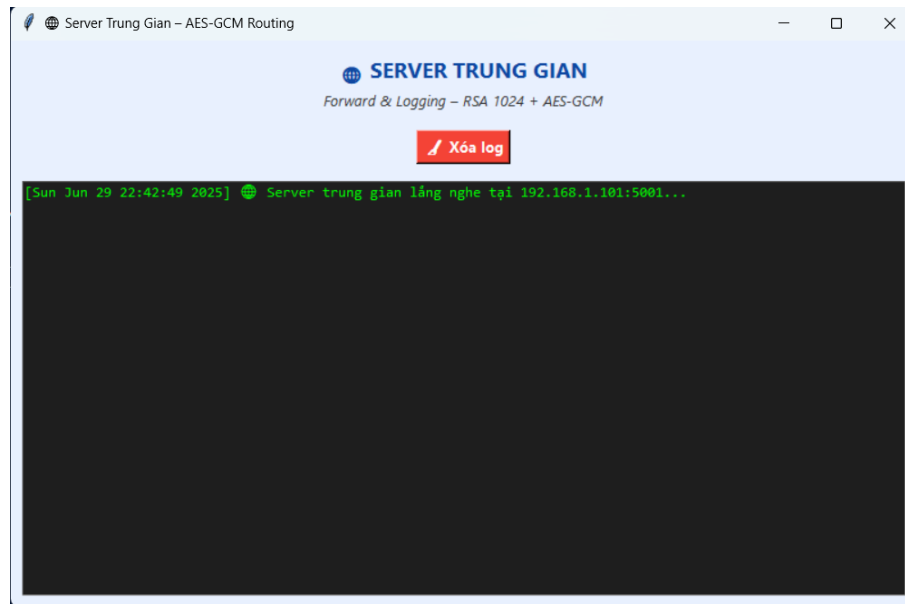 🌐 Server Trung Gian – AES-GCM Routing
🌐 SERVER TRUNG GIAN
Forward & Logging – RSA 1024 + AES-GCM
🧹 Xóa log
[Sun Jun 29 22:42:49 2025] 🌐 Server trung gian lắng nghe tại 192.168.1.101:5001...